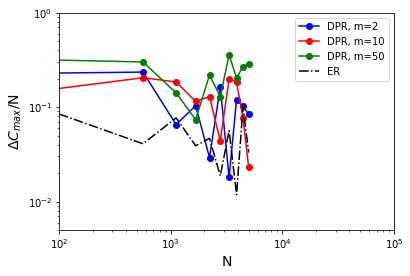 DPR, m=2
DPR, m=10
DPR, m=50
ER
ΔC_max/N
10⁰
10⁻¹
10⁻²
10²
10³
10⁴
10⁵
N